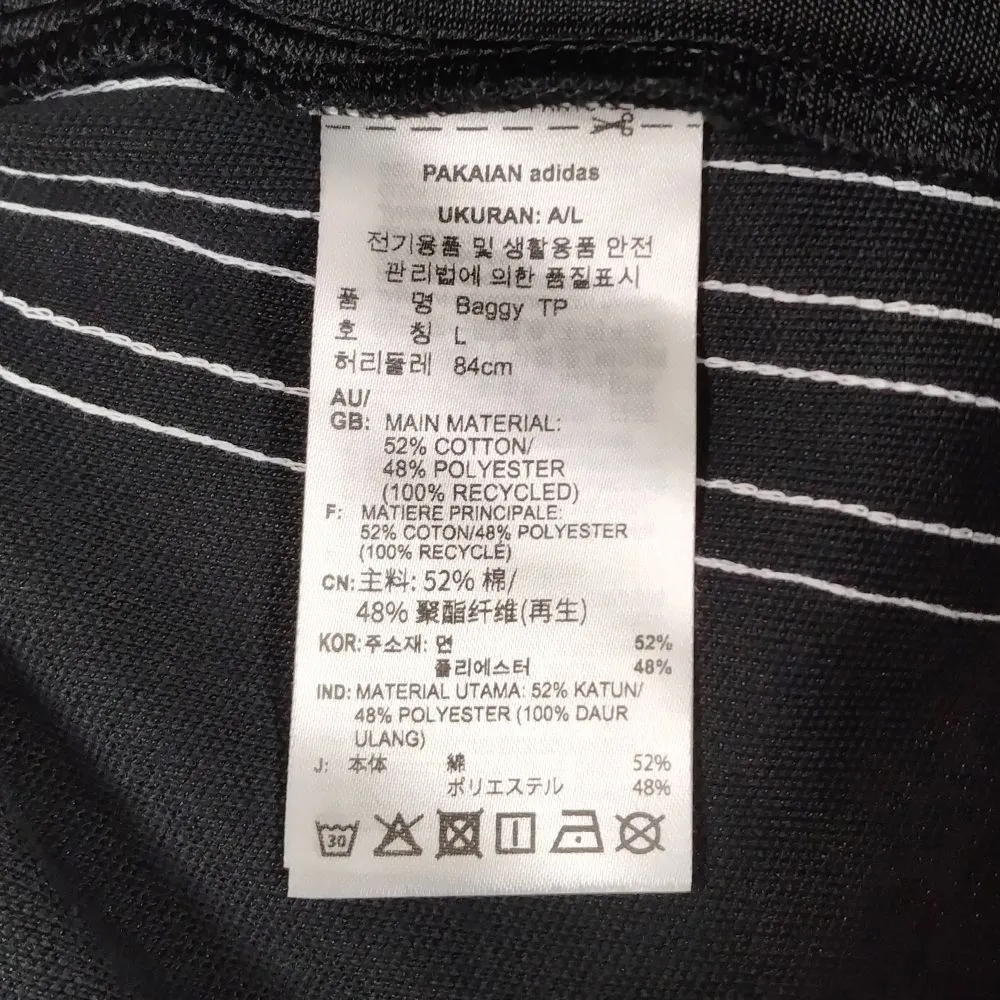 PAKAIAN adidas
UKURAN: A/L
전기용품 및 생활용품 안전
관리법에 의한 품질표시
품 명 Baggy TP
호 칭 L
허리둘레 84cm
AU/
GB: MAIN MATERIAL:
52% COTTON/
48% POLYESTER
(100% RECYCLED)
F: MATIERE PRINCIPALE:
52% COTON/48% POLYESTER
(100% RECYCLÉ)
CN: 主料: 52% 棉/
48% 聚酯纤维(再生)
KOR: 주소재: 면 52%
폴리에스터 48%
IND: MATERIAL UTAMA: 52% KATUN/
48% POLYESTER (100% DAUR
ULANG)
J: 本体 綿 52%
ポリエステル 48%
30